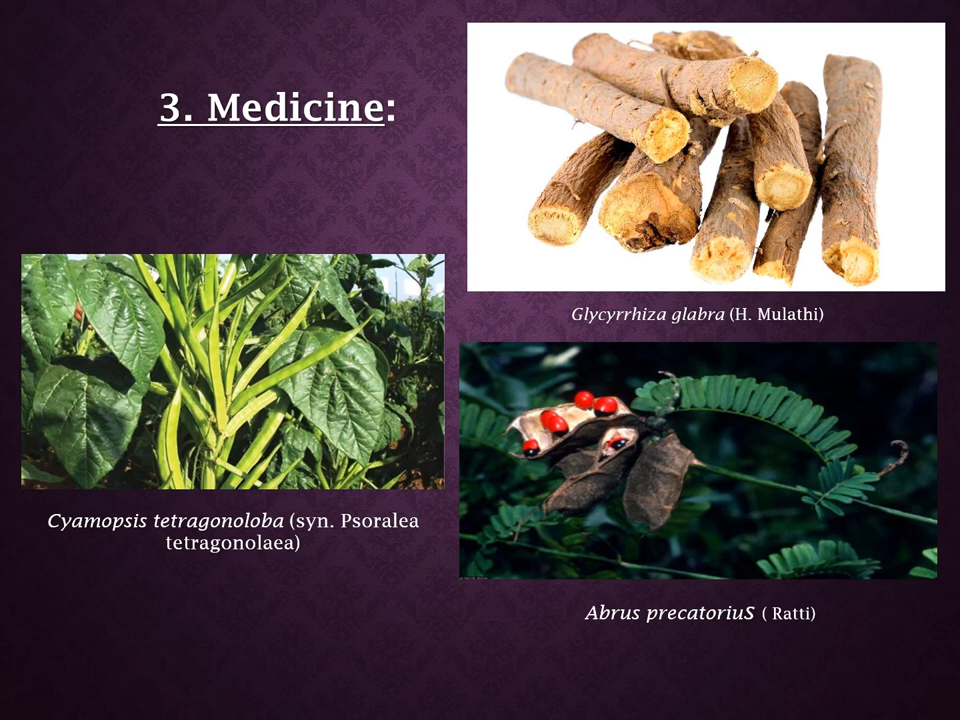 3. Medicine:
Glycyrrhiza glabra (H. Mulathi)
Cyamopsis tetragonoloba (syn. Psoralea
tetragonolaea)
Abrus precatoriuS ( Ratti)